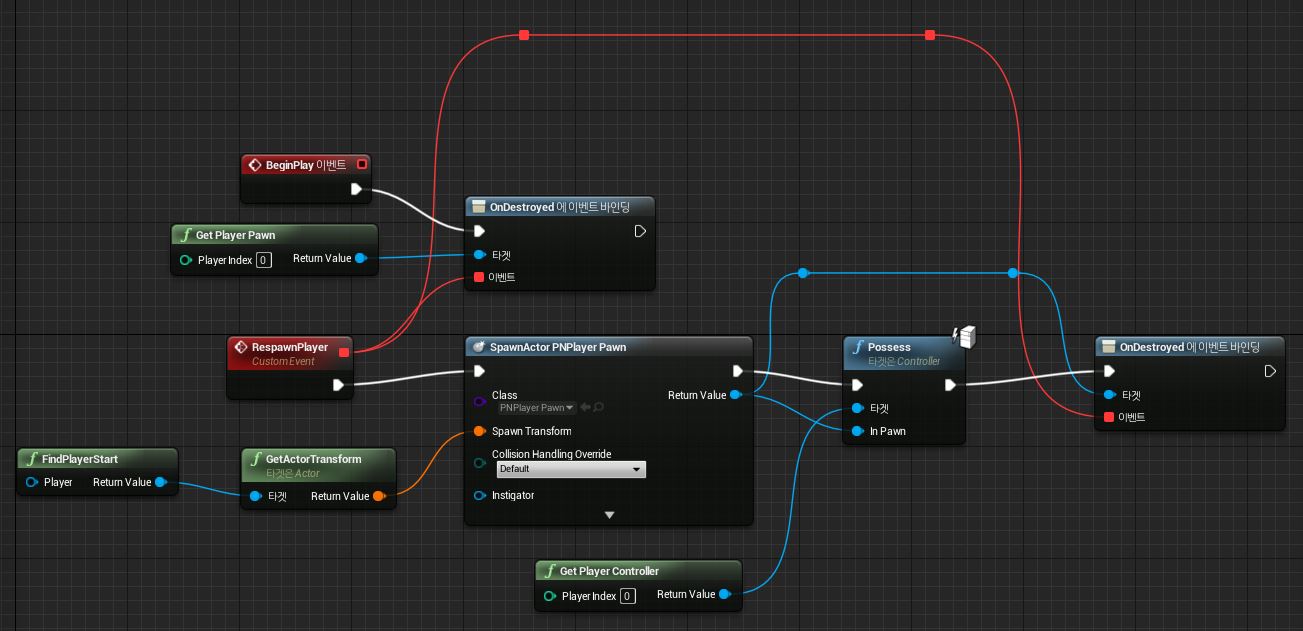 BeginPlay 이벤트
Get Player Pawn
Player Index 0 Return Value
OnDestroyed 에 이벤트 바인딩
타겟
이벤트
RespawnPlayer
Custom Event
SpawnActor PNPlayer Pawn
Class
PNPlayer Pawn
Return Value
Spawn Transform
Collision Handling Override
Default
Instigator
Possess
타겟은 Controller
타겟
In Pawn
OnDestroyed 에 이벤트 바인딩
타겟
이벤트
FindPlayerStart
Player Return Value
GetActorTransform
타겟은 Actor
타겟 Return Value
Get Player Controller
Player Index 0 Return Value